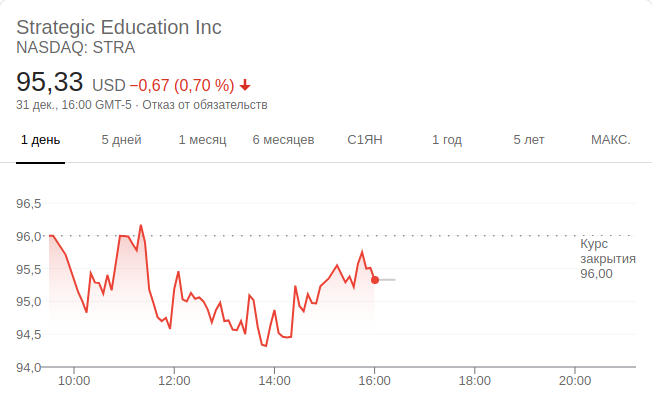 Strategic Education Inc
NASDAQ: STRA
95,33 USD −0,67 (0,70 %)
31 дек., 16:00 GMT-5 · Отказ от обязательств
1 день 5 дней 1 месяц 6 месяцев С1ЯН 1 год 5 лет МАКС.
96,5
96,0
Курс
закрытия
96,00
95,5
95,0
94,5
94,0
10:00 12:00 14:00 16:00 18:00 20:00